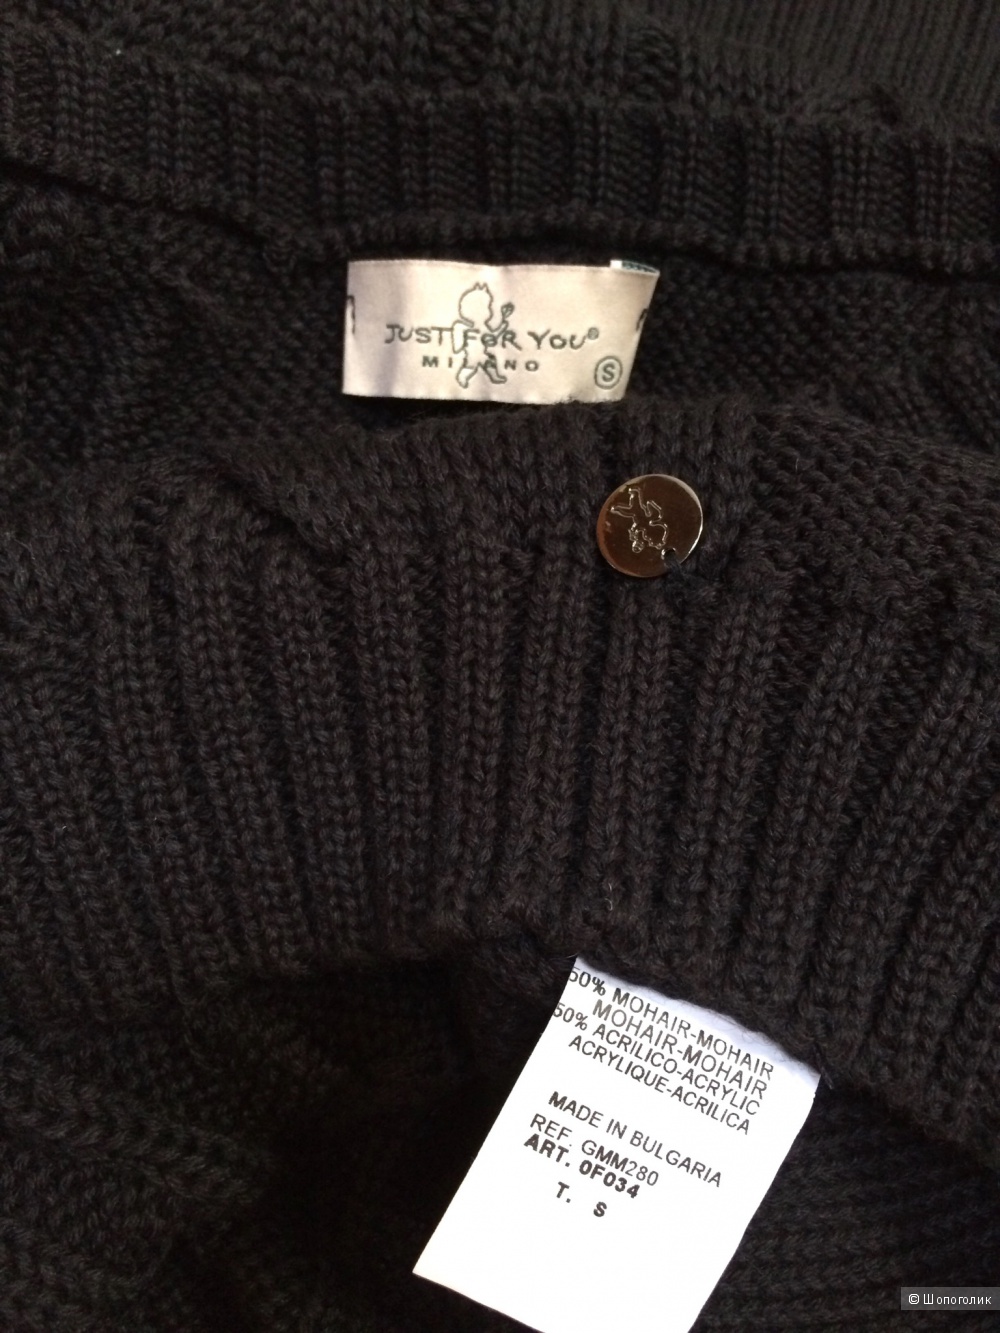 JUST FOR YOU®
MILANO
S
50% MOHAIR-MOHAIR
MOHAIR-MOHAIR
50% ACRILICO-ACRYLIC
ACRYLIQUE-ACRILICA
MADE IN BULGARIA
REF. GMM280
ART. 0F034
T. S
© Шопоголик